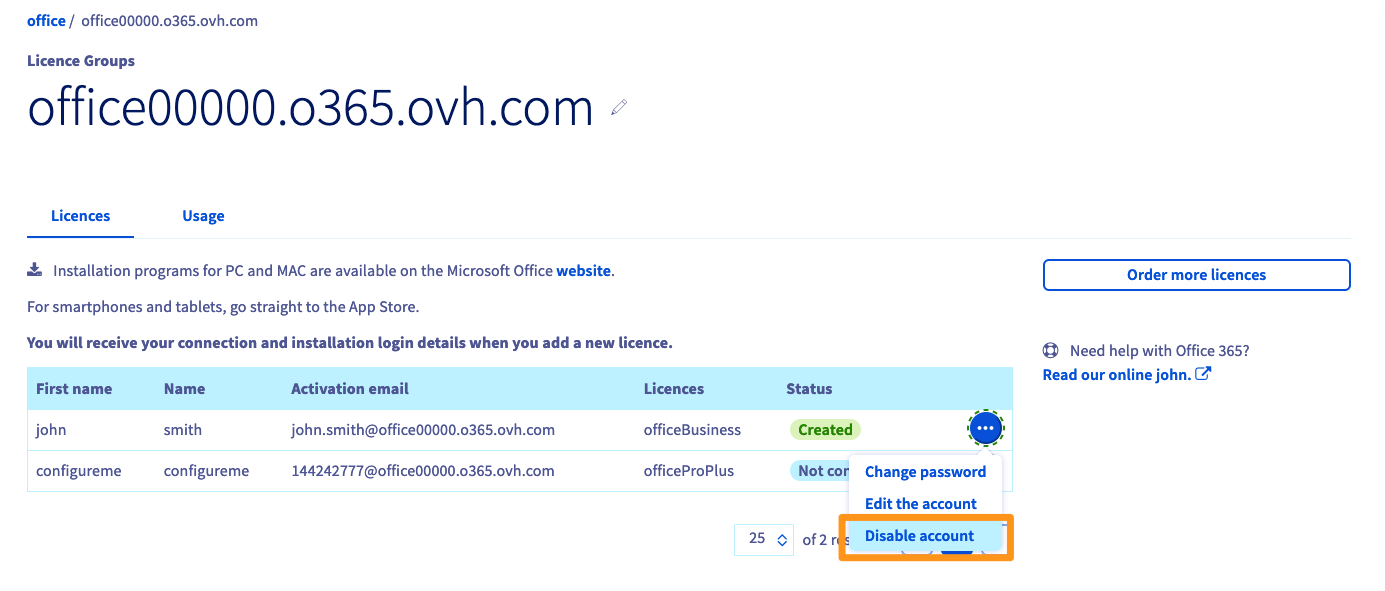 office / office00000.o365.ovh.com
Licence Groups
office00000.o365.ovh.com
Licences Usage
Installation programs for PC and MAC are available on the Microsoft Office website.
Order more licences
For smartphones and tablets, go straight to the App Store.
You will receive your connection and installation login details when you add a new licence.
Need help with Office 365?
Read our online john.
First name Name Activation email Licences Status
john smith john.smith@office00000.o365.ovh.com officeBusiness Created
configureme configureme 144242777@office00000.o365.ovh.com officeProPlus Not
Change password
Edit the account
Disable account
25 of 2